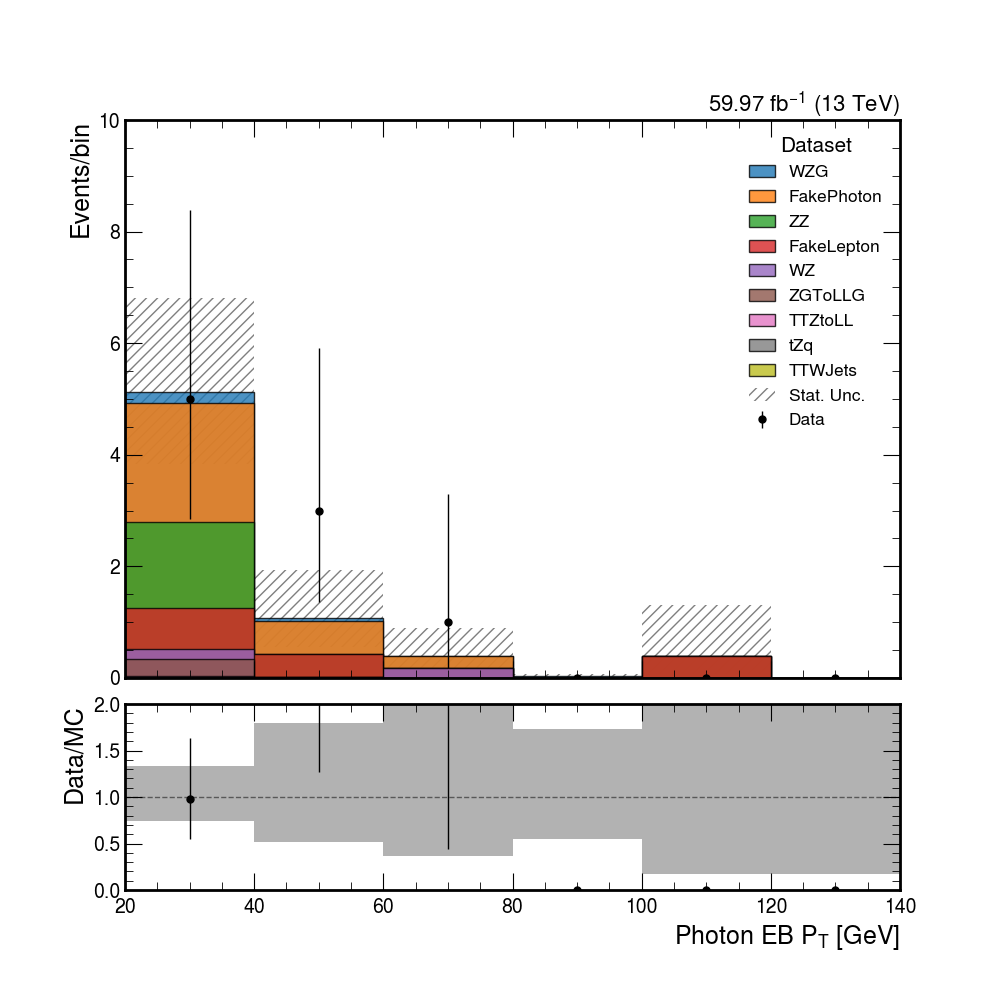 59.97 fb⁻¹ (13 TeV)
Events/bin
10
8
6
4
2
0
Dataset
WZG
FakePhoton
ZZ
FakeLepton
WZ
ZGToLLG
TTZtoLL
tZq
TTWJets
Stat. Unc.
Data
Data/MC
2.0
1.5
1.0
0.5
0.0
20 40 60 80 100 120 140
Photon EB P_T [GeV]